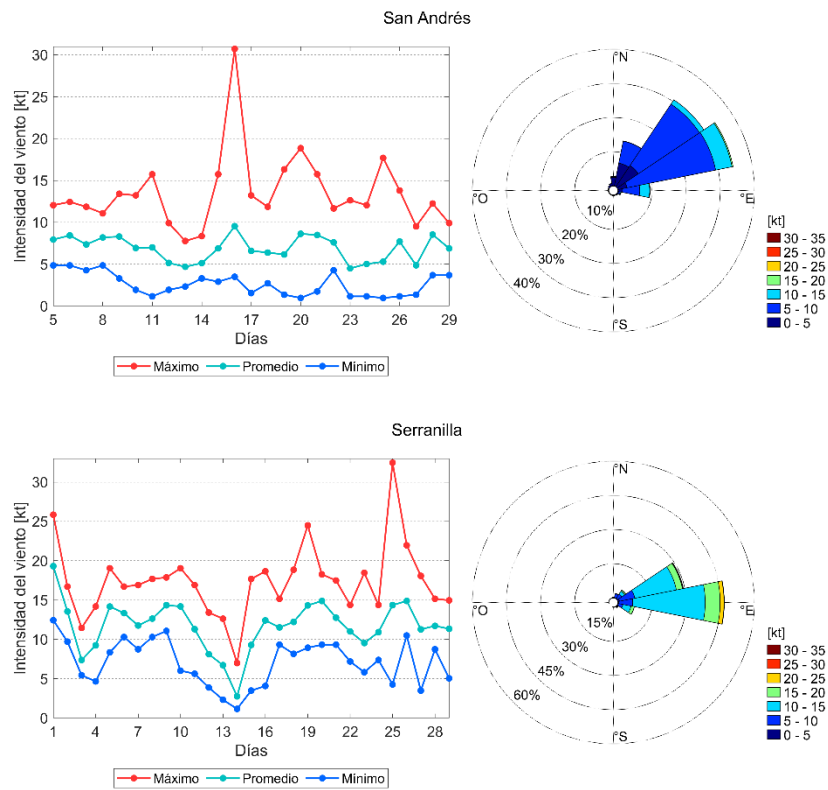 San Andrés
Intensidad del viento [kt]
30
25
20
15
10
5
0
5 8 11 14 17 20 23 26 29
Días
Máximo Promedio Mínimo
°N
°O
°E
°S
10%
20%
30%
40%
[kt]
30 - 35
25 - 30
20 - 25
15 - 20
10 - 15
5 - 10
0 - 5
Serranilla
Intensidad del viento [kt]
30
25
20
15
10
5
0
1 4 7 10 13 16 19 22 25 28
Días
Máximo Promedio Mínimo
°N
°O
°E
°S
15%
30%
45%
60%
[kt]
30 - 35
25 - 30
20 - 25
15 - 20
10 - 15
5 - 10
0 - 5